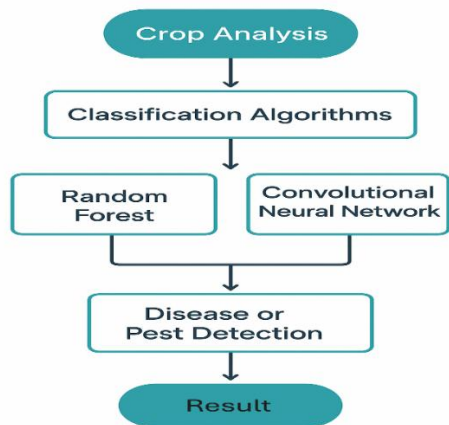 Crop Analysis
Classification Algorithms
Random
Forest
Convolutional
Neural Network
Disease or
Pest Detection
Result